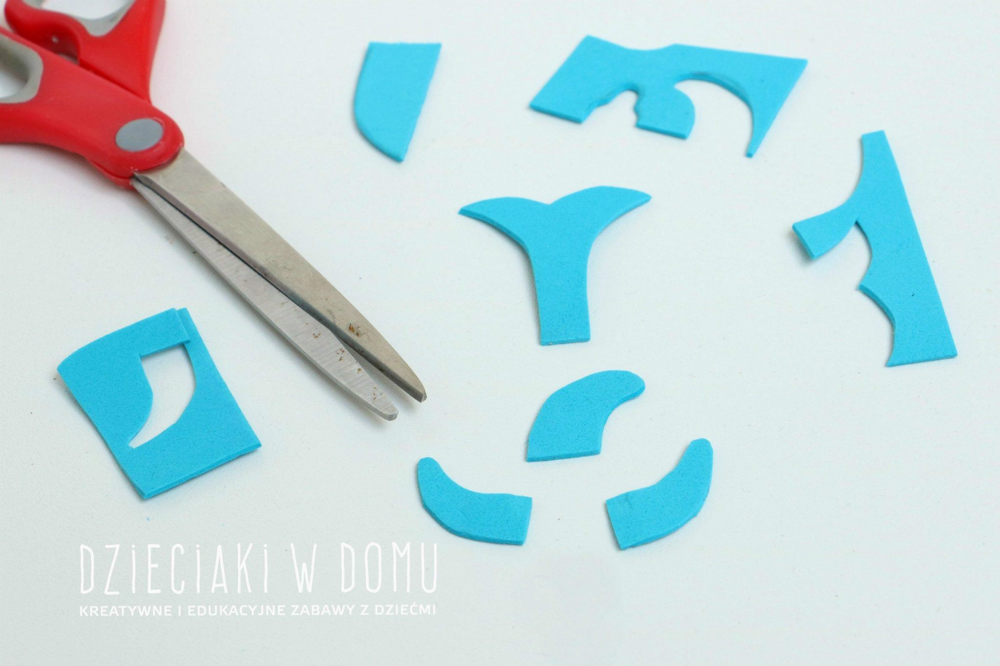 DZiECiAKi W DOMU
KREATYWNE I EDUKACYJNE ZABAWY Z DZIEĆMI